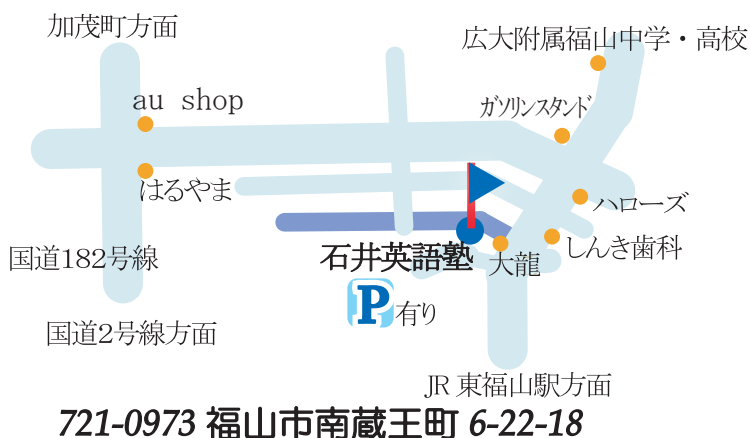 加茂町方面
広大附属福山中学・高校
au shop
ガソリンスタンド
はるやま
ハローズ
国道182号線
石井英語塾
大龍
しんき歯科
P有り
国道2号線方面
JR 東福山駅方面
721-0973 福山市南蔵王町 6-22-18